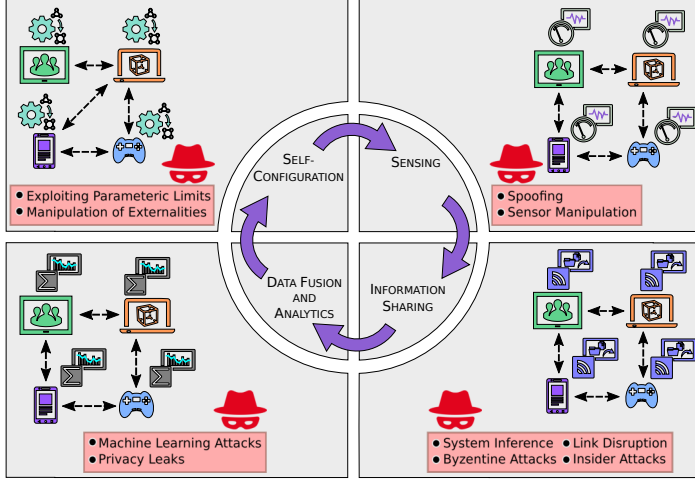 SELF-
CONFIGURATION
SENSING
• Exploiting Parameteric Limits
• Manipulation of Externalities
• Spoofing
• Sensor Manipulation
DATA FUSION
AND
ANALYTICS
INFORMATION
SHARING
• Machine Learning Attacks
• Privacy Leaks
• System Inference • Link Disruption
• Byzentine Attacks • Insider Attacks